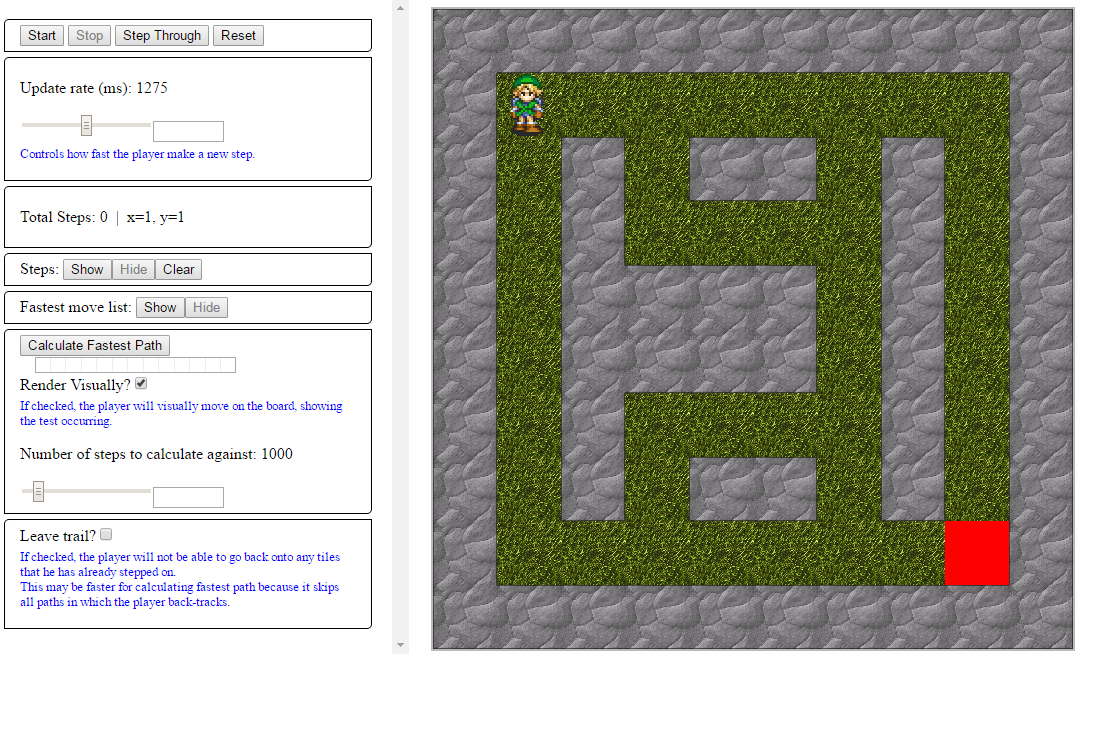 Start Stop Step Through Reset
Update rate (ms): 1275
Controls how fast the player make a new step.
Total Steps: 0 | x=1, y=1
Steps: Show Hide Clear
Fastest move list: Show Hide
Calculate Fastest Path
Render Visually?
If checked, the player will visually move on the board, showing
the test occurring.
Number of steps to calculate against: 1000
Leave trail?
If checked, the player will not be able to go back onto any tiles
that he has already stepped on.
This may be faster for calculating fastest path because it skips
all paths in which the player back-tracks.